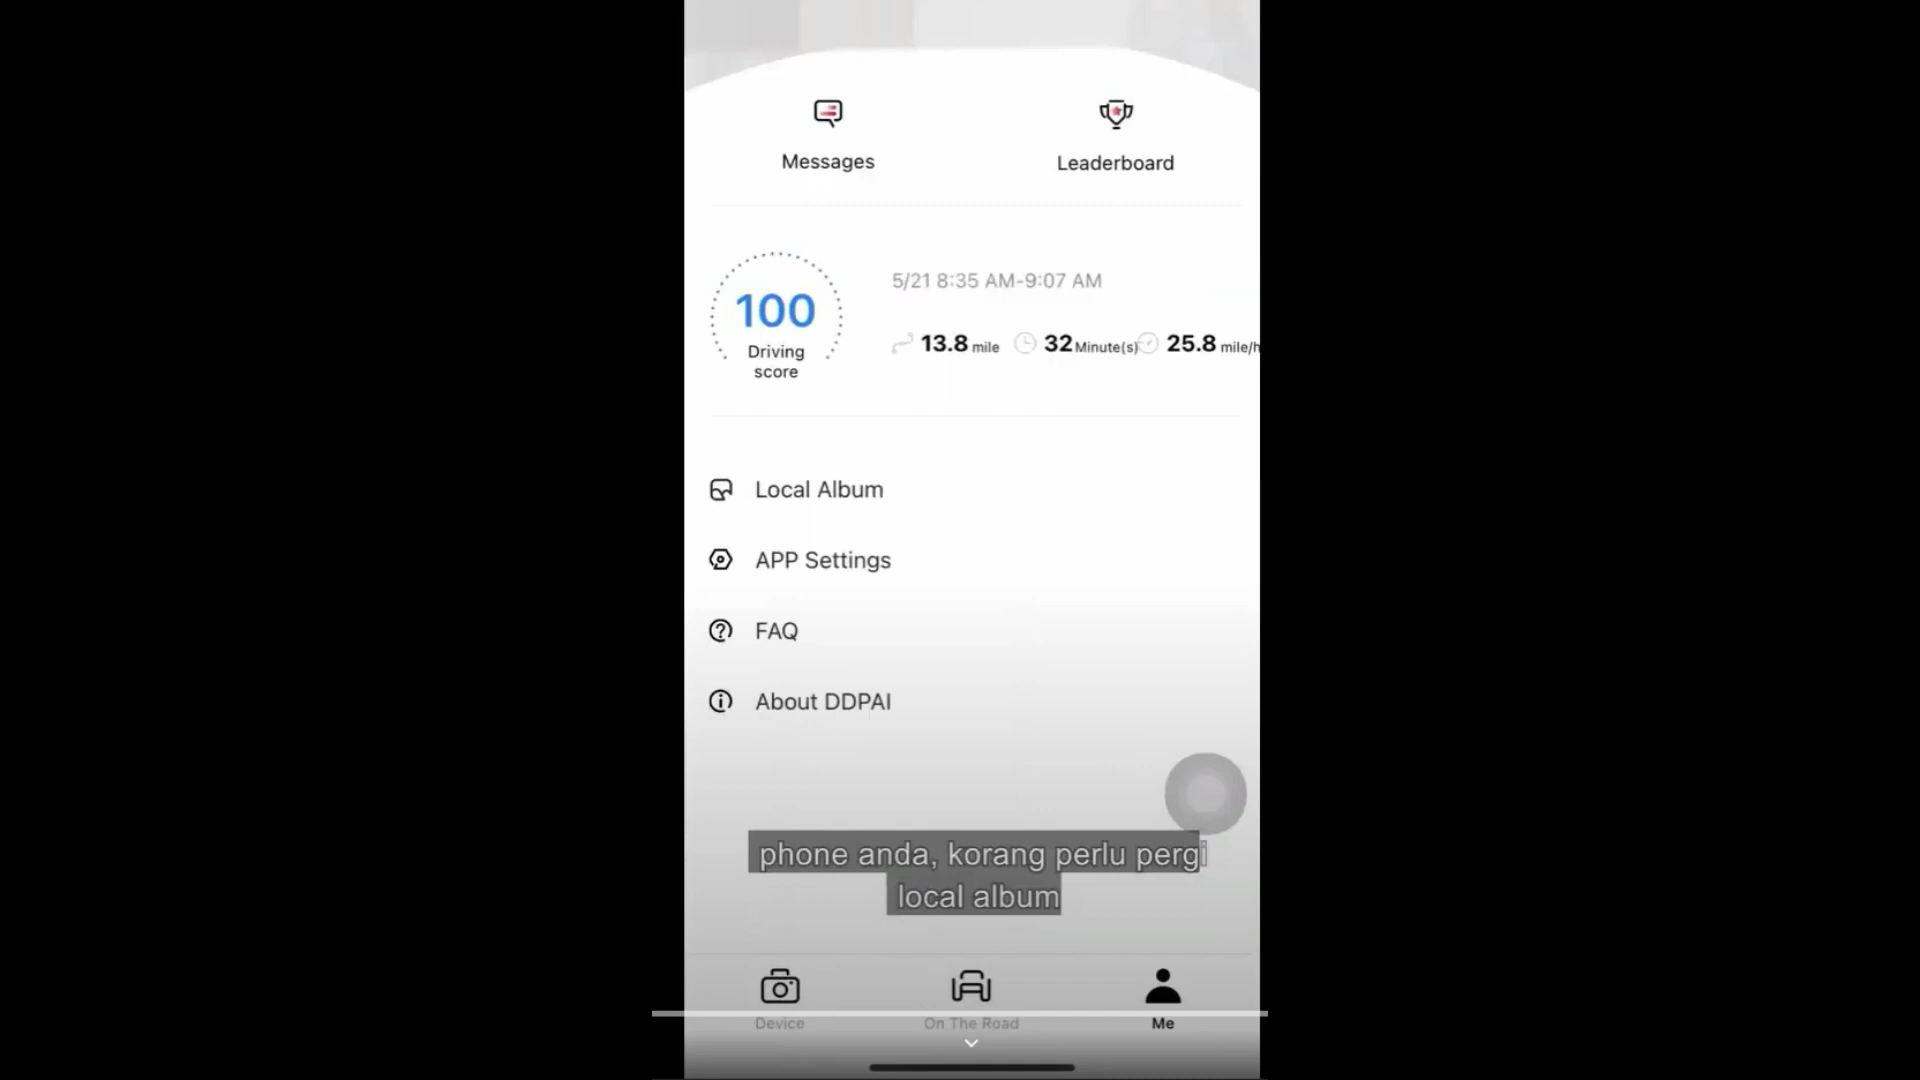 Messages
Leaderboard
5/21 8:35 AM-9:07 AM
100
Driving
score
13.8 mile 32 Minute(s) 25.8 mile/h
Local Album
APP Settings
FAQ
About DDPAI
phone anda, korang perlu pergi
local album
Device On The Road Me